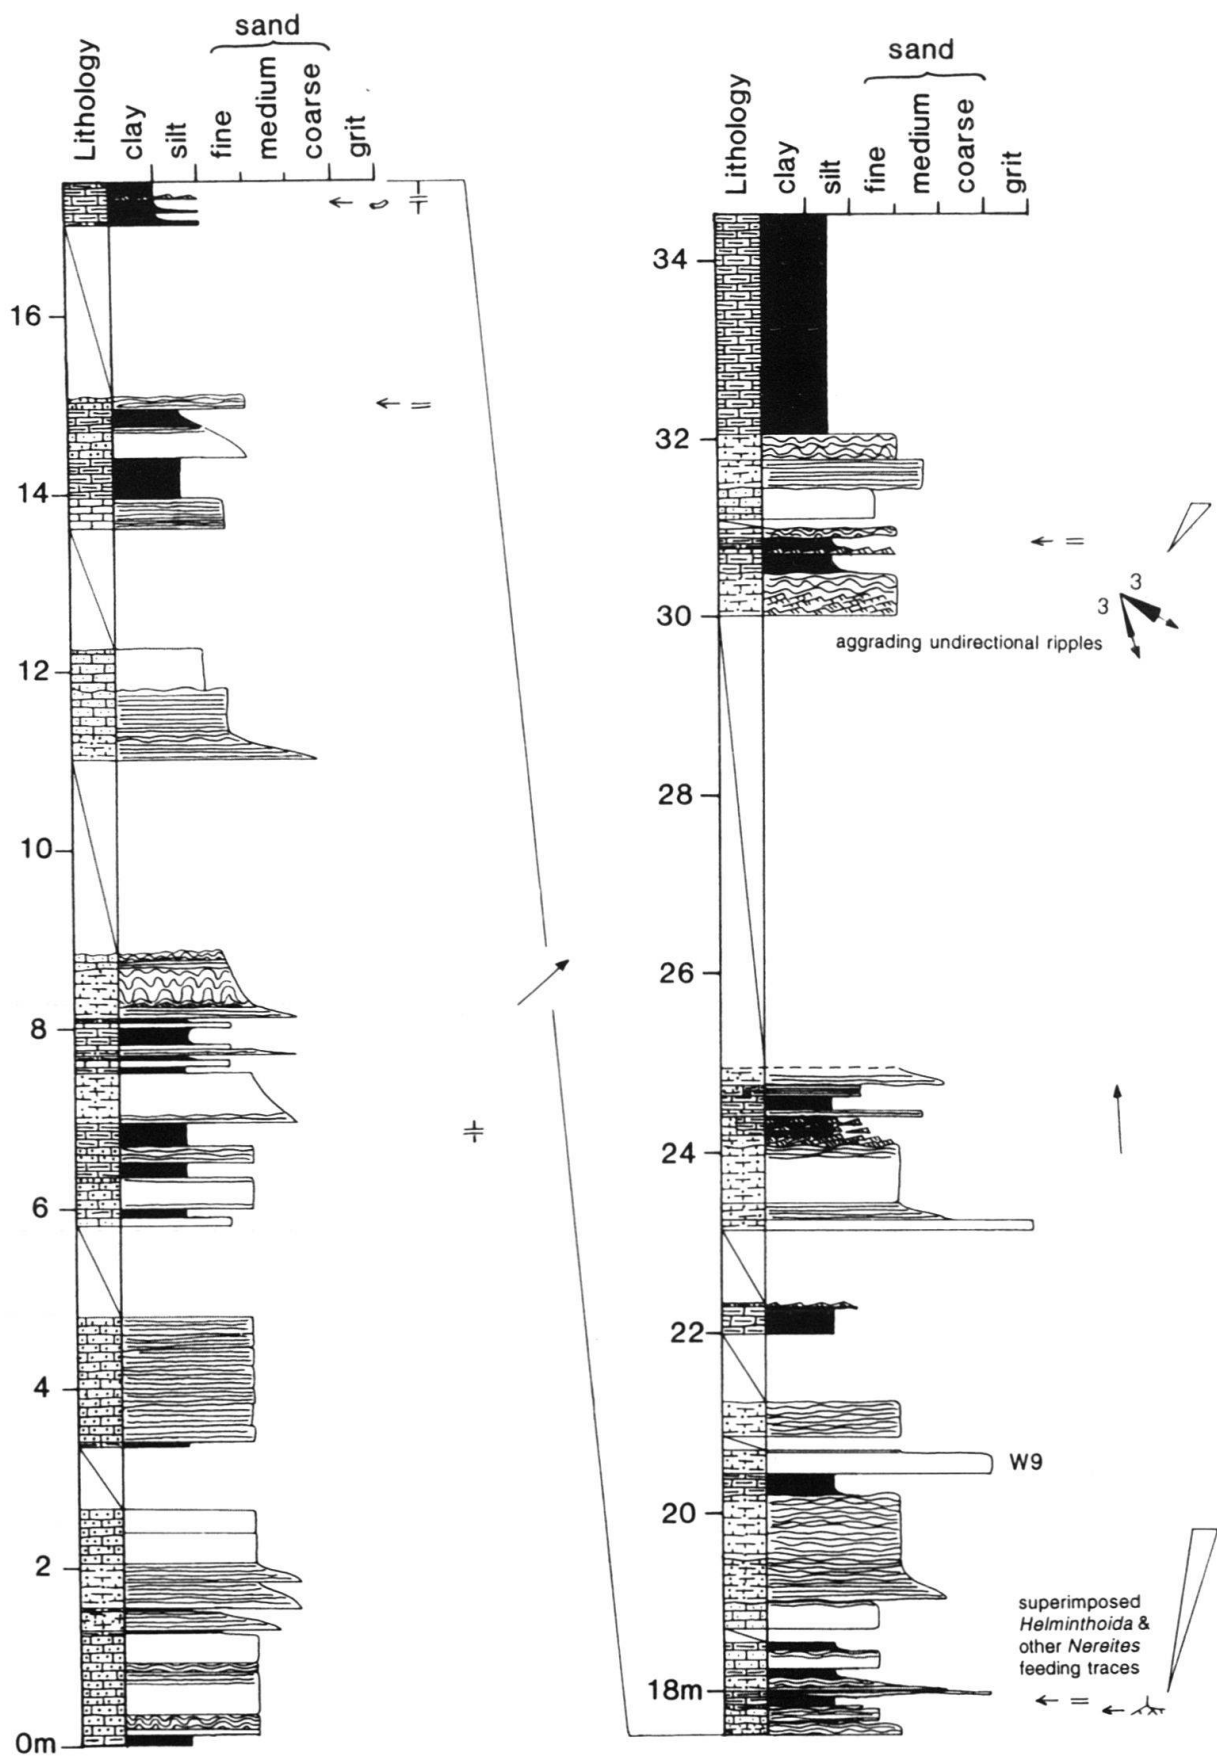 sand
Lithology
clay
silt
fine
medium
coarse
grit
16
14
12
10
8
6
4
2
0m
sand
Lithology
clay
silt
fine
medium
coarse
grit
34
32
30
3
3
aggrading undirectional ripples
28
26
24
22
W9
20
superimposed
Helminthoida &
other Nereites
feeding traces
18m